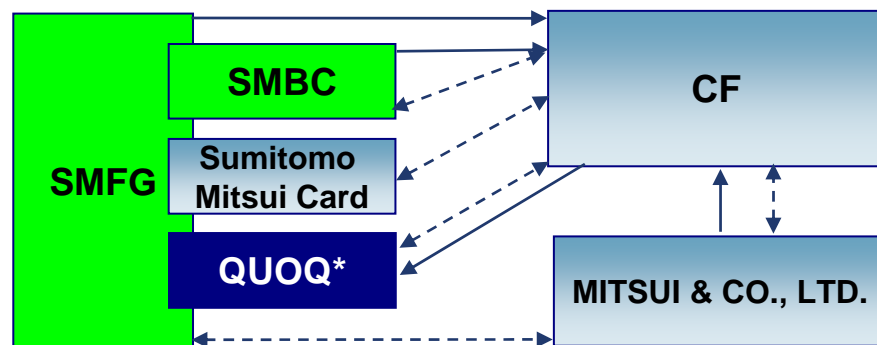 SMFG
SMBC
Sumitomo
Mitsui Card
QUOQ*
CF
MITSUI & CO., LTD.